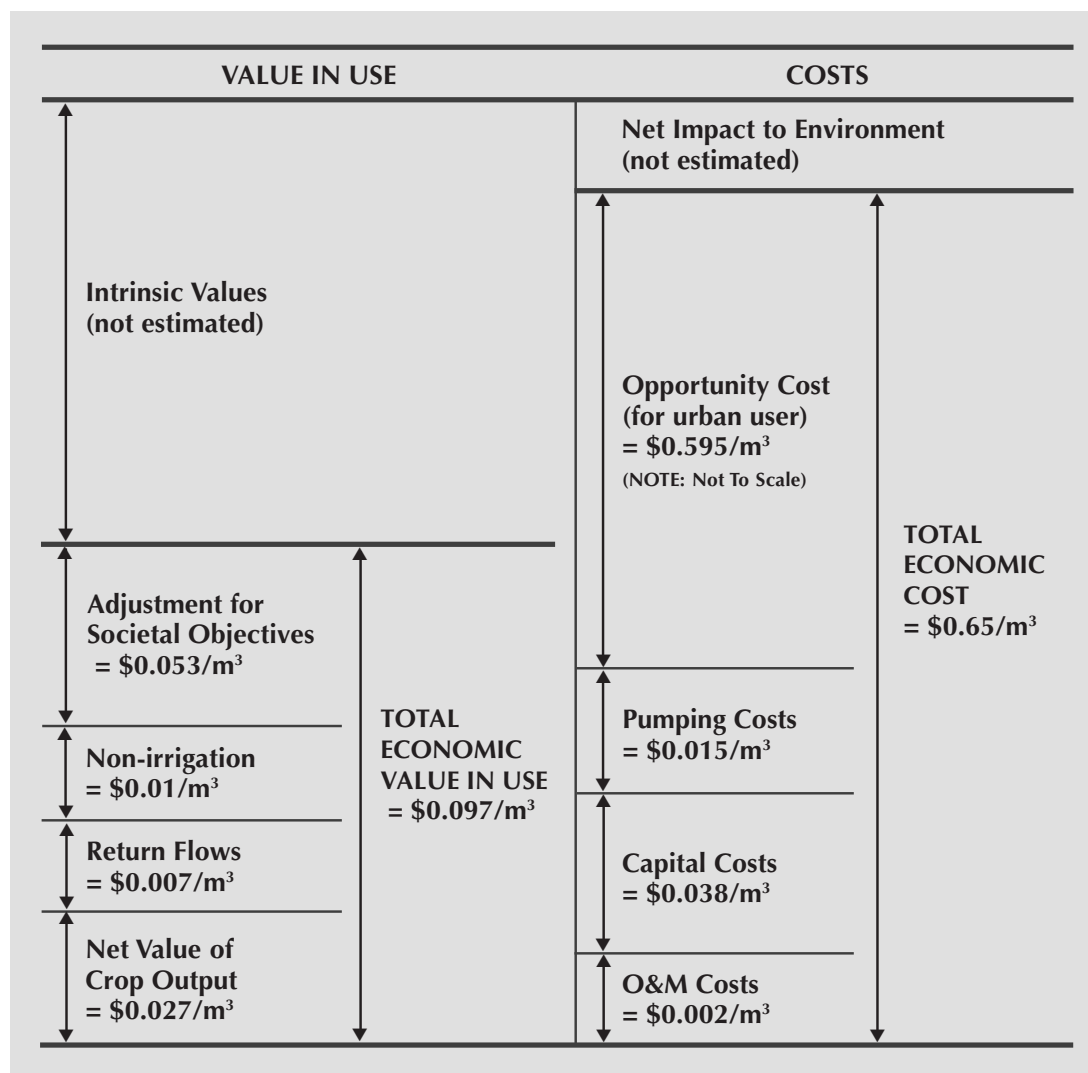 VALUE IN USE
COSTS
Intrinsic Values
(not estimated)
Adjustment for
Societal Objectives
= $0.053/m³
Non-irrigation
= $0.01/m³
Return Flows
= $0.007/m³
Net Value of
Crop Output
= $0.027/m³
TOTAL
ECONOMIC
VALUE IN USE
= $0.097/m³
Net Impact to Environment
(not estimated)
Opportunity Cost
(for urban user)
= $0.595/m³
(NOTE: Not To Scale)
Pumping Costs
= $0.015/m³
Capital Costs
= $0.038/m³
O&M Costs
= $0.002/m³
TOTAL
ECONOMIC
COST
= $0.65/m³